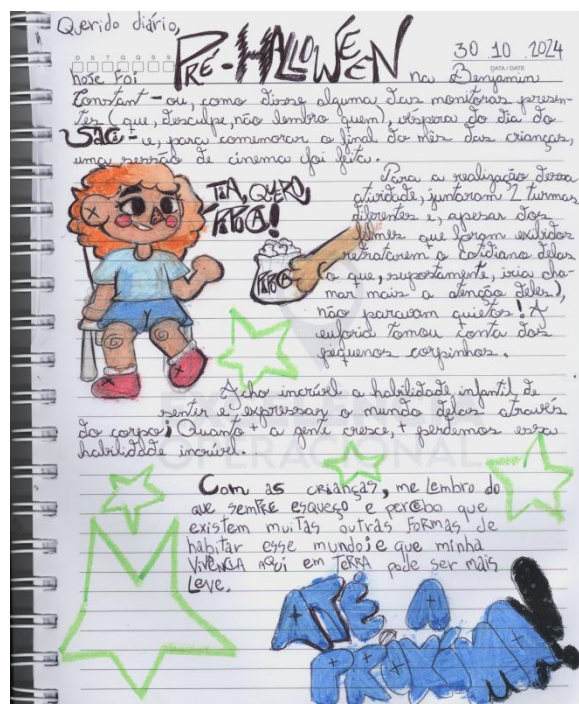 Querido diário,
30 10 2024
D S T Q Q S S
DATA / DATE
hoje foi PRÉ-HALLOWEEN na Benjamin
Constant - ou, como disse alguma das monitoras presen-
tes (que, desculpe, não lembro quem), véspera do dia do
SACI - e, para comemorar o final do mês das crianças,
uma sessão de cinema foi feita.
Para a realização dessa
atividade, juntaram 2 turmas
diferentes e, apesar dos
filmes que foram exibidos
retratarem o cotidiano delas
(o que, supostamente, iria cha-
mar mais a atenção deles),
não paravam quietos! A
euforia tomou conta dos
pequenos corpinhos.
TIA, QUERO
PIPOCA!
PIPOCA
Acho incrível a habilidade infantil de
sentir e expressar o mundo delas através
do corpo; Quanto + a gente cresce, + perdemos essa
habilidade incrível.
OPERACIONAL
Com as crianças, me lembro do
que sempre esqueço e percebo que
existem muitas outras formas de
habitar esse mundo; e que minha
vivência aqui em terra pode ser mais
leve.
ATÉ A
PRÓXIMA!